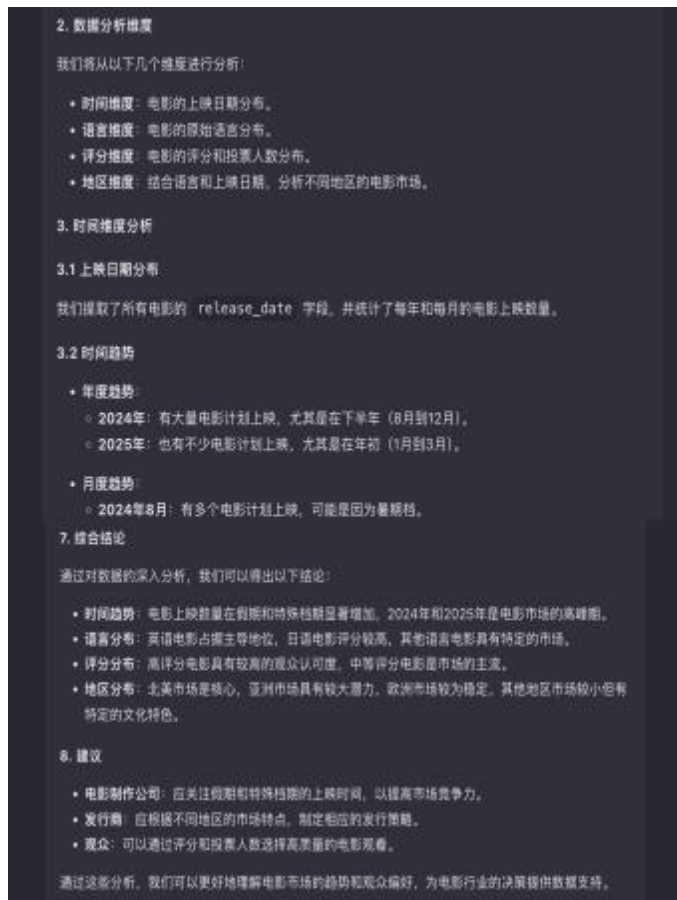 2. 数据分析维度
我们将从以下几个维度进行分析：
• 时间维度：电影的上映日期分布。
• 语言维度：电影的原始语言分布。
• 评分维度：电影的评分和投票人数分布。
• 地区维度：结合语言和上映日期，分析不同地区的电影市场。
3. 时间维度分析
3.1 上映日期分布
我们提取了所有电影的 release_date 字段，并统计了每年和每月的电影上映数量。
3.2 时间趋势
• 年度趋势：
○ 2024年：有大量电影计划上映，尤其是在下半年（8月到12月）。
○ 2025年：也有不少电影计划上映，尤其是在年初（1月到3月）。
• 月度趋势：
○ 2024年8月：有多个电影计划上映，可能是因为暑期档。
7. 综合结论
通过对数据的深入分析，我们可以得出以下结论：
• 时间趋势：电影上映数量在假期和特殊档期显著增加，2024年和2025年是电影市场的高峰期。
• 语言分布：英语电影占据主导地位，日语电影评分较高，其他语言电影具有特定的市场。
• 评分分布：高评分电影具有较高的观众认可度，中等评分电影是市场的主流。
• 地区分布：北美市场是核心，亚洲市场具有较大潜力，欧洲市场较为稳定，其他地区市场较小但有
特定的文化特色。
8. 建议
• 电影制作公司：应关注假期和特殊档期的上映时间，以提高市场竞争力。
• 发行商：应根据不同地区的市场特点，制定相应的发行策略。
• 观众：可以通过评分和投票人数选择高质量的电影观看。
通过这些分析，我们可以更好地理解电影市场的趋势和观众偏好，为电影行业的决策提供数据支持。